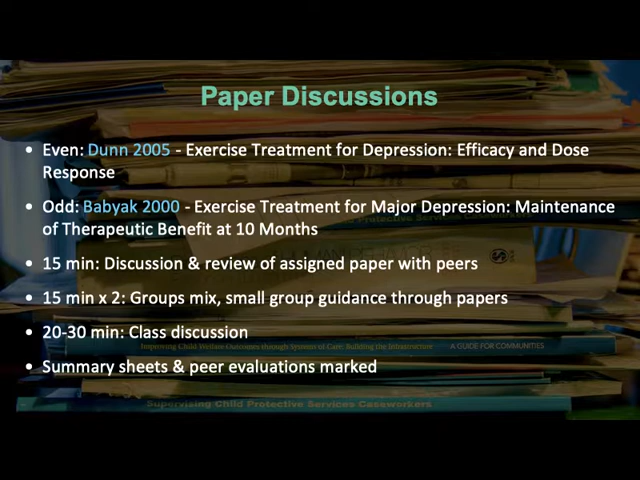 Paper Discussions
• Even: Dunn 2005 - Exercise Treatment for Depression: Efficacy and Dose
Response
• Odd: Babyak 2000 - Exercise Treatment for Major Depression: Maintenance
of Therapeutic Benefit at 10 Months
• 15 min: Discussion & review of assigned paper with peers
• 15 min x 2: Groups mix, small group guidance through papers
• 20-30 min: Class discussion
Improving Child Welfare Outcomes through Systems of Care: Building the Infrastructure A GUIDE FOR COMMUNITIES
• Summary sheets & peer evaluations marked
Supervising Child Protective Services Caseworkers